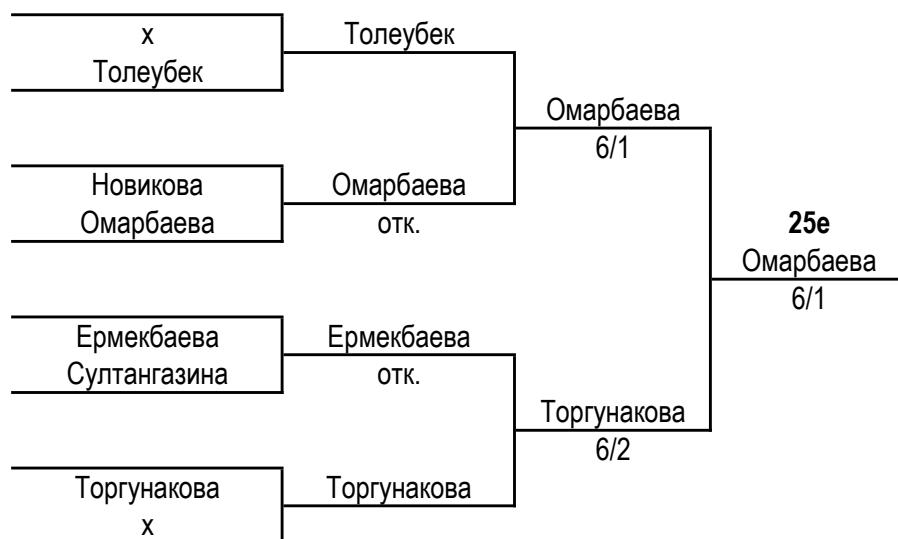 х
Толеубек
Новикова
Омарбаева
Ермекбаева
Султангазина
Торгунакова
х
Толеубек
Омарбаева
отк.
Ермекбаева
отк.
Торгунакова
Омарбаева
6/1
Торгунакова
6/2
25е
Омарбаева
6/1